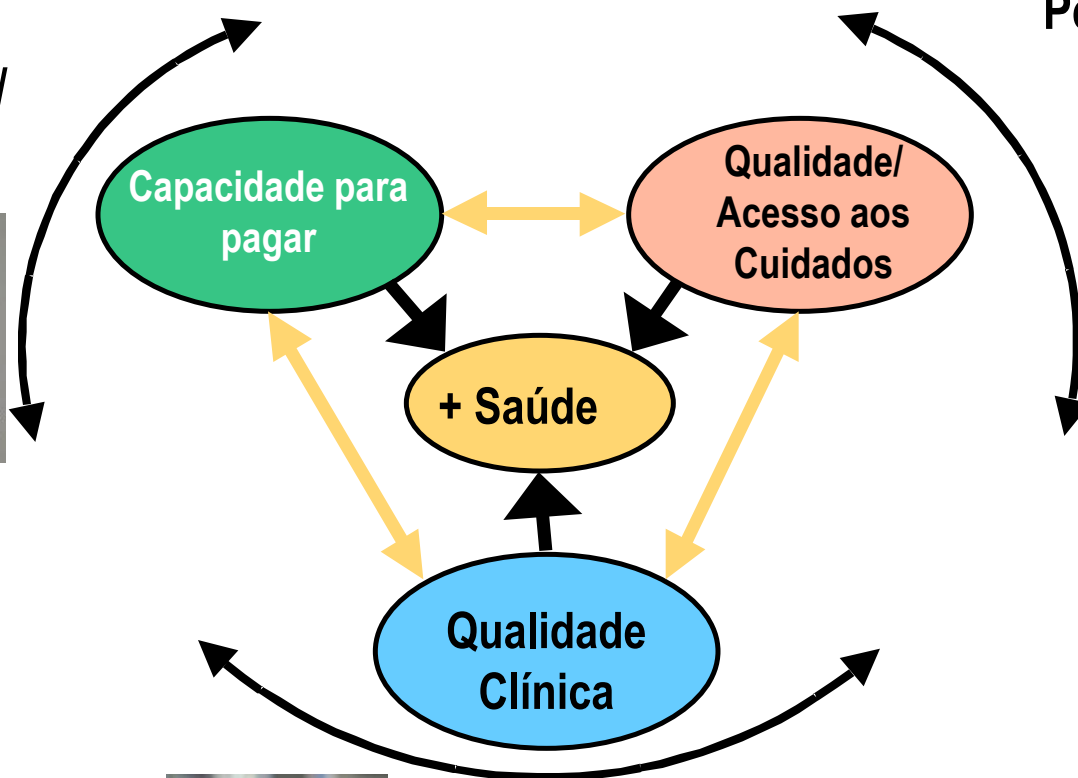 Capacidade para
pagar
Qualidade/
Acesso aos
Cuidados
+ Saúde
Qualidade
Clínica